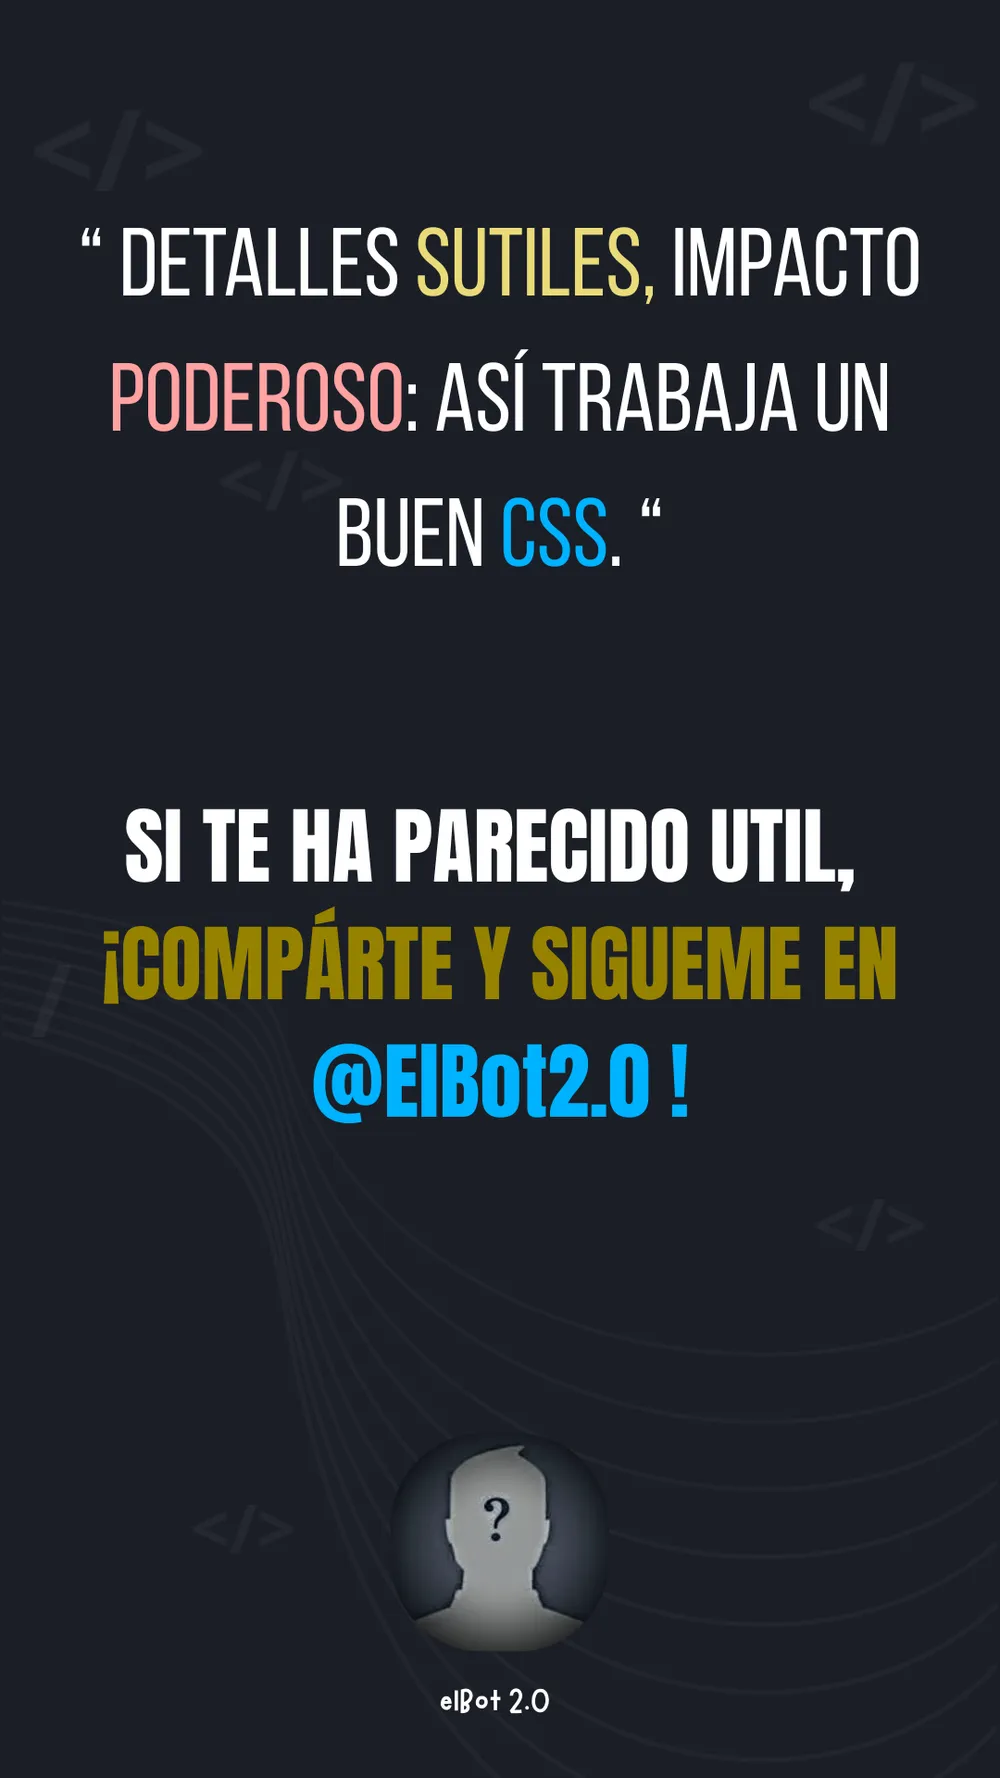 </>
</>
“ DETALLES SUTILES, IMPACTO
PODEROSO: ASÍ TRABAJA UN
</>
BUEN CSS. “
SI TE HA PARECIDO UTIL,
¡COMPÁRTE Y SIGUEME EN
/
@ElBot2.0 !
</>
?
</>
elBot 2.0